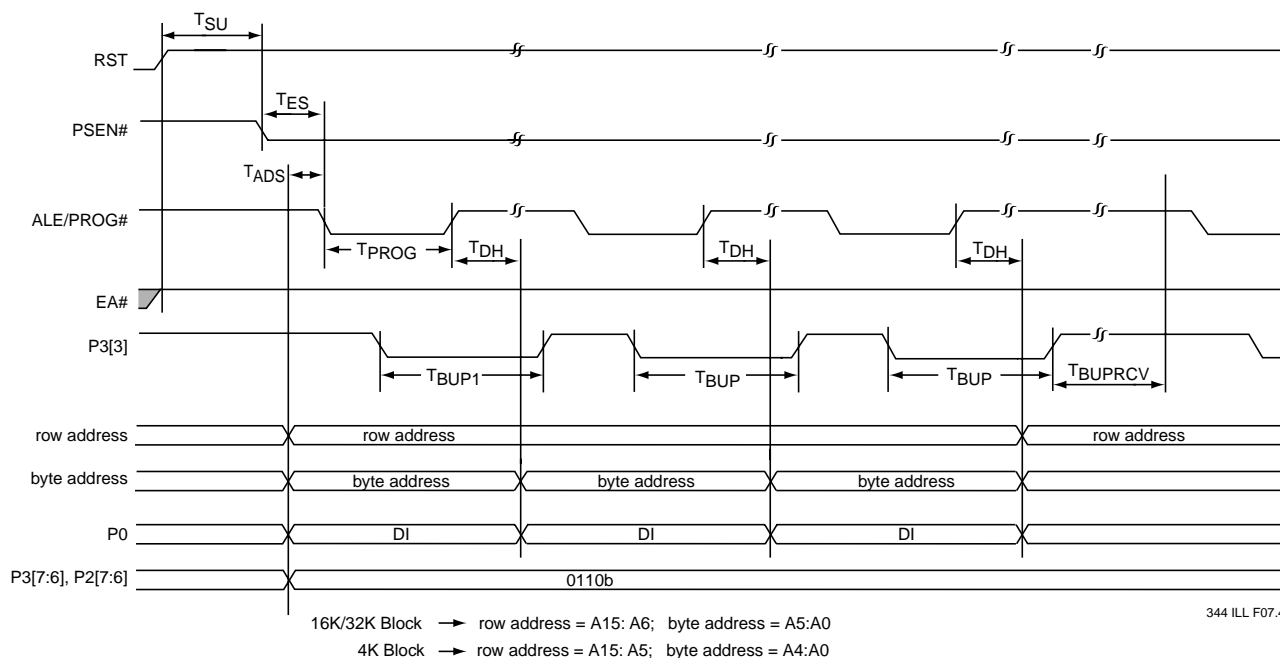 TSU
RST
TES
PSEN#
TADS
ALE/PROG#
TPROG TDH TDH TDH
EA#
P3[3]
TBUP1 TBUP TBUP TBUPRCV
row address row address row address
byte address byte address byte address byte address
P0 DI DI DI
P3[7:6], P2[7:6] 0110b
344 ILL F07.4
16K/32K Block → row address = A15: A6; byte address = A5:A0
4K Block → row address = A15: A5; byte address = A4:A0